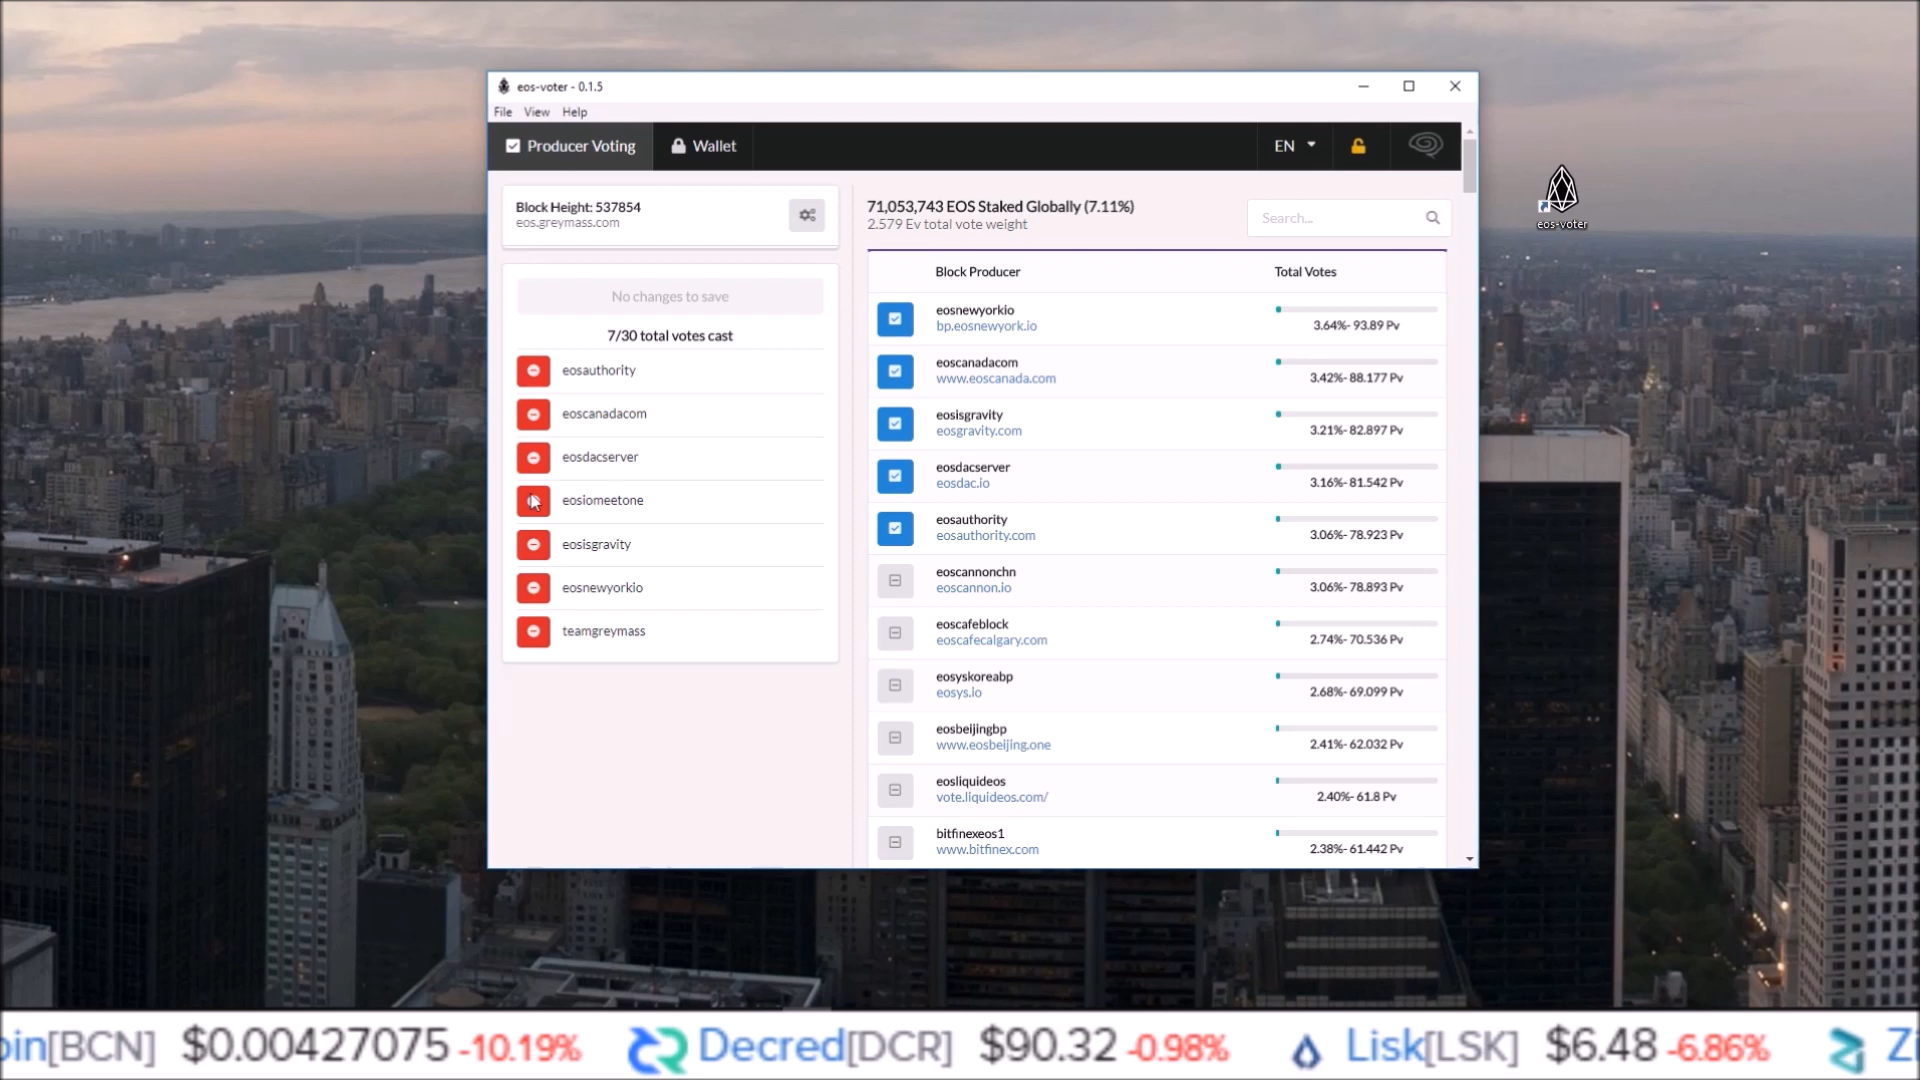 eos-voter - 0.1.5
File View Help
Producer Voting
Wallet
EN
Block Height: 537854
eos.greymass.com
No changes to save
7/30 total votes cast
eosauthority
eoscanadacom
eosdacserver
eosiomeetone
eosisgravity
eosnewyorkio
teamgreymass
71,053,743 EOS Staked Globally (7.11%)
2.579 Ev total vote weight
Search...
Block Producer Total Votes
eosnewyorkio
bp.eosnewyork.io
3.64%- 93.89 Pv
eoscanadacom
www.eoscanada.com
3.42%- 88.177 Pv
eosisgravity
eosgravity.com
3.21%- 82.897 Pv
eosdacserver
eosdac.io
3.16%- 81.542 Pv
eosauthority
eosauthority.com
3.06%- 78.923 Pv
eoscannonchn
eoscannon.io
3.06%- 78.893 Pv
eoscafeblock
eoscafecalgary.com
2.74%- 70.536 Pv
eosyskoreabp
eosys.io
2.68%- 69.099 Pv
eosbeijingbp
www.eosbeijing.one
2.41%- 62.032 Pv
eosliquideos
vote.liquideos.com/
2.40%- 61.8 Pv
bitfinexeos1
www.bitfinex.com
2.38%- 61.442 Pv
eos-voter
oin[BCN] $0.00427075 -10.19% Decred[DCR] $90.32 -0.98% Lisk[LSK] $6.48 -6.86% Zi